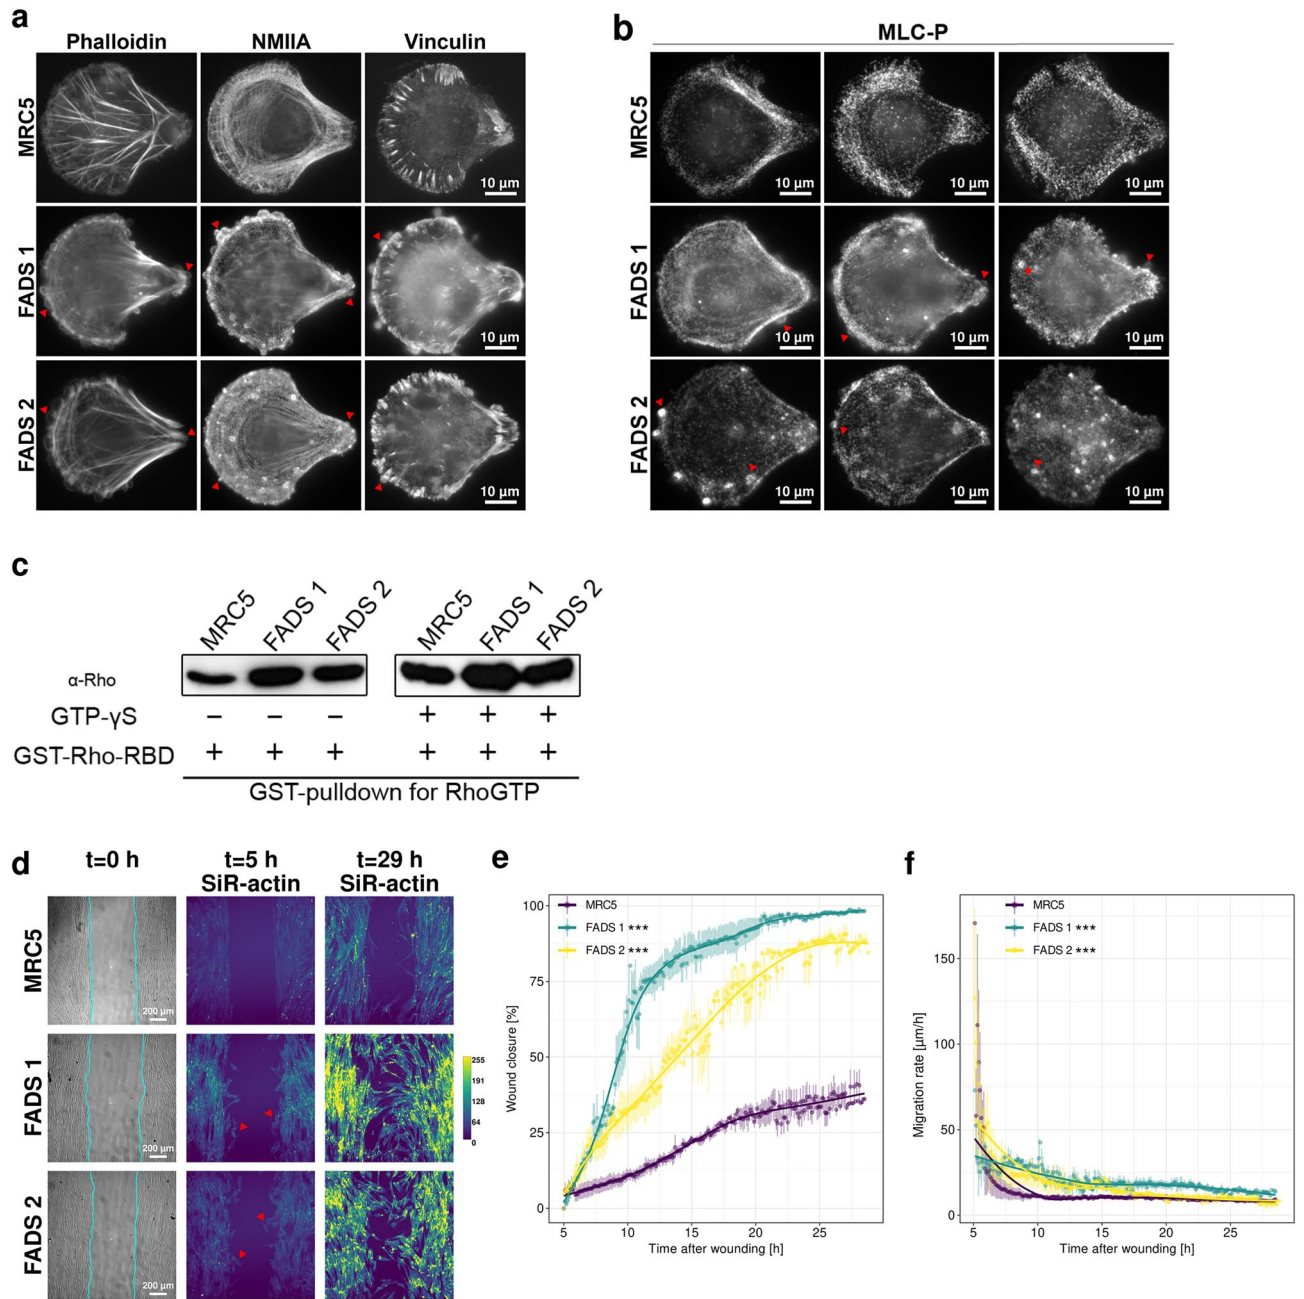 a
Phalloidin NMIIA Vinculin
MRC5
10 µm
FADS 1
10 µm
FADS 2
10 µm
b
MLC-P
MRC5
10 µm 10 µm 10 µm
FADS 1
10 µm 10 µm 10 µm
FADS 2
10 µm 10 µm 10 µm
c
MRC5 FADS 1 FADS 2 MRC5 FADS 1 FADS 2
α-Rho
GTP-γS − − − + + +
GST-Rho-RBD + + + + + +
GST-pulldown for RhoGTP
d
t=0 h t=5 h t=29 h
SiR-actin SiR-actin
MRC5
200 µm
FADS 1
200 µm
FADS 2
200 µm
255
191
128
64
0
e
MRC5
FADS 1 ***
FADS 2 ***
Wound closure [%]
100
75
50
25
0
5 10 15 20 25
Time after wounding [h]
f
MRC5
FADS 1 ***
FADS 2 ***
Migration rate [µm/h]
150
100
50
0
5 10 15 20 25
Time after wounding [h]